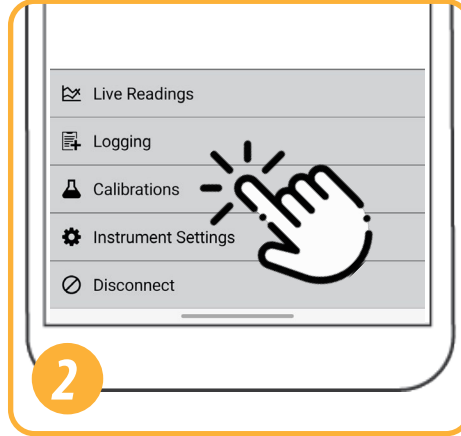 Live Readings
Logging
Calibrations
Instrument Settings
Disconnect
2